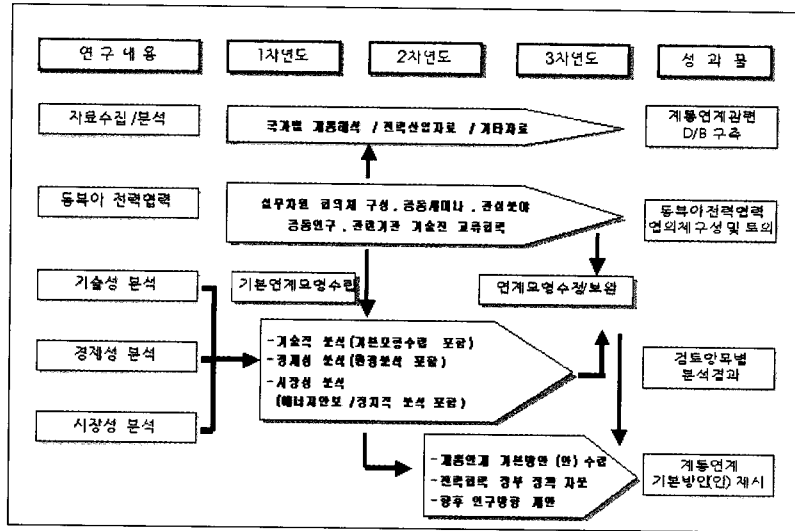 연구내용
1차년도
2차년도
3차년도
성 과 물
자료수집/분석
국가별 계통해석 / 전력산업자료 / 기타자료
계통연계관련
D/B 구축
동북아 전력협력
실무차원 협의체 구성, 공동세미나, 관심분야
공동연구, 관련기관 기술진 교류협력
동북아전력협력
협의체구성 및 토의
기술성 분석
기본연계모형수립
연계모형수정/보완
경제성 분석
-기술적 분석(기본모형수립 포함)
-경제성 분석(환경분석 포함)
-시장성 분석
(에너지안보/정치적 분석 포함)
검토항목별
분석결과
시장성 분석
-계통연계 기본방안(안) 수립
-전력협력 정부 정책 자문
-향후 연구방향 제안
계통연계
기본방안(안) 제시